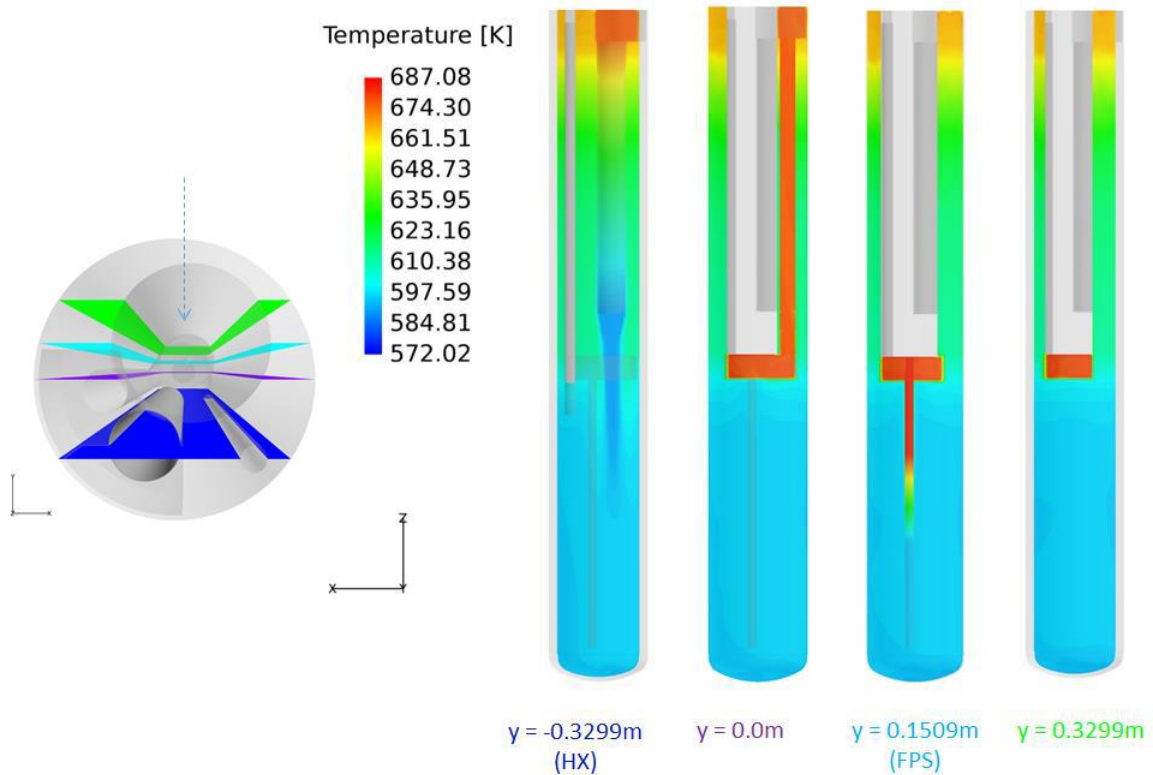 Temperature [K]
687.08
674.30
661.51
648.73
635.95
623.16
610.38
597.59
584.81
572.02
Y
Z
X
Z
X
Y
y = -0.3299m
(HX)
y = 0.0m
y = 0.1509m
(FPS)
y = 0.3299m